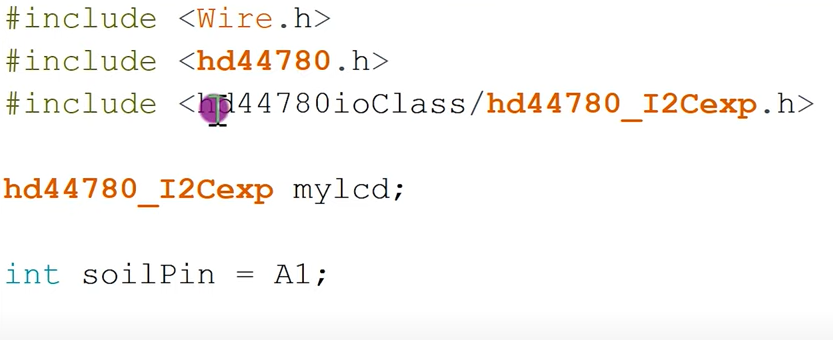 #include <Wire.h>
#include <hd44780.h>
#include <hd44780ioClass/hd44780_I2Cexp.h>
hd44780_I2Cexp mylcd;
int soilPin = A1;